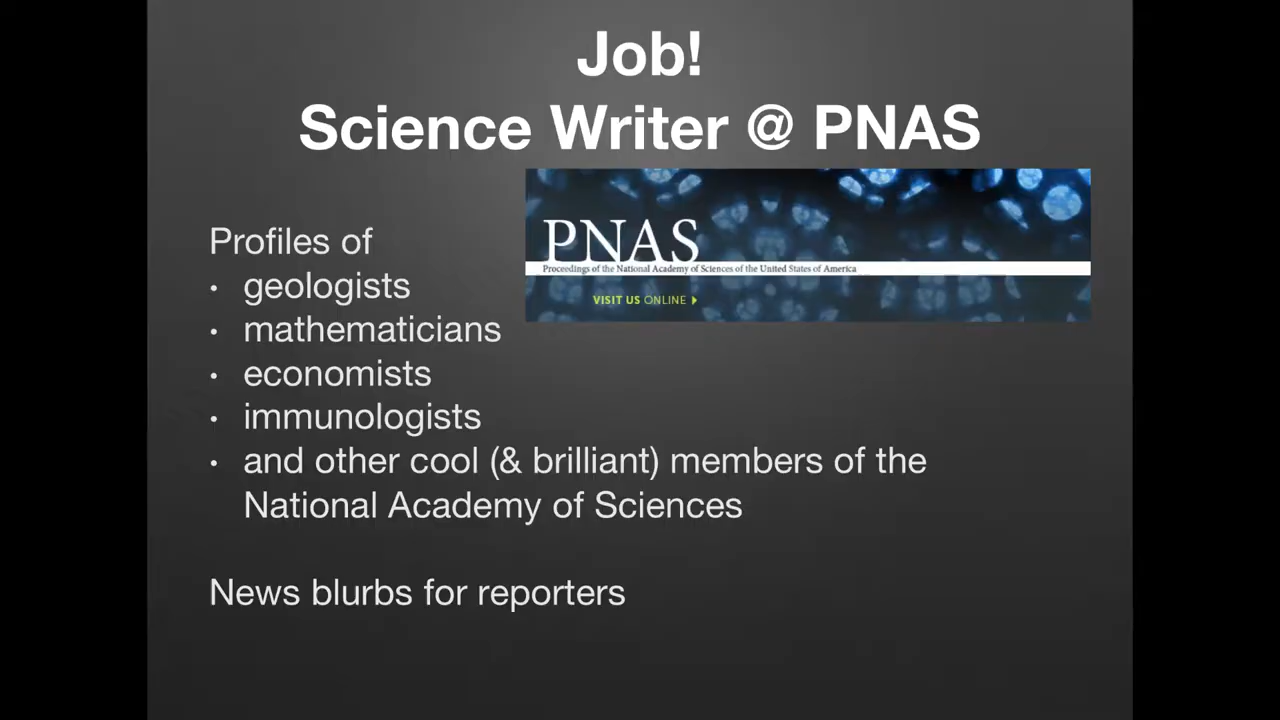 Job!
Science Writer @ PNAS
PNAS
Proceedings of the National Academy of Sciences of the United States of America
VISIT US ONLINE
Profiles of
• geologists
• mathematicians
• economists
• immunologists
• and other cool (& brilliant) members of the
National Academy of Sciences
News blurbs for reporters